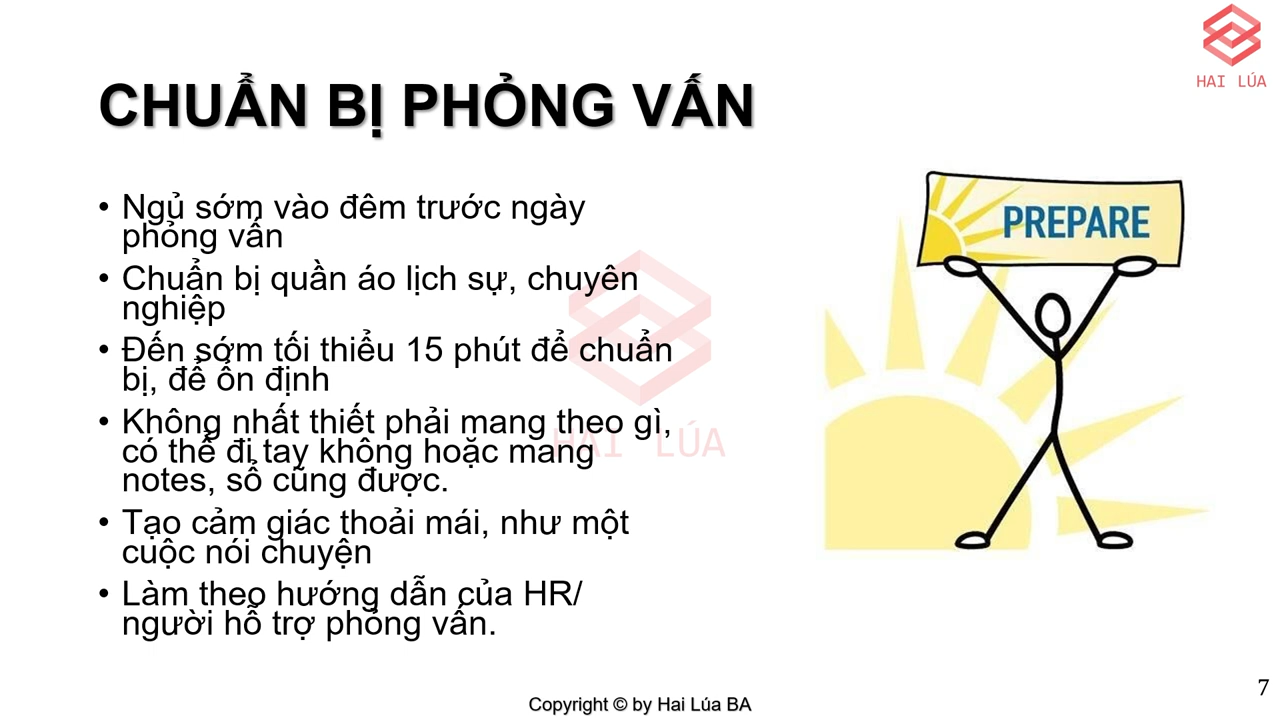 HAI LÚA
CHUẨN BỊ PHỎNG VẤN
• Ngủ sớm vào đêm trước ngày
phỏng vấn
• Chuẩn bị quần áo lịch sự, chuyên
nghiệp
• Đến sớm tối thiểu 15 phút để chuẩn
bị, để ổn định
• Không nhất thiết phải mang theo gì,
có thể đi tay không hoặc mang
notes, sổ cũng được.
• Tạo cảm giác thoải mái, như một
cuộc nói chuyện
• Làm theo hướng dẫn của HR/
người hỗ trợ phỏng vấn.
HAI LÚA
PREPARE
Copyright © by Hai Lúa BA
7